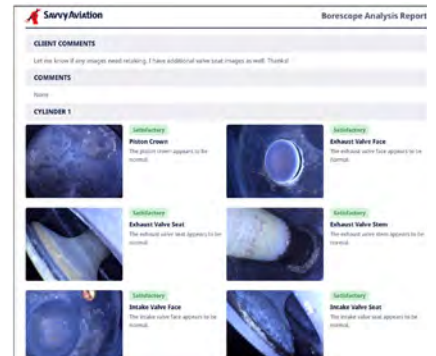 SAVVY AVIATION
Borescope Analysis Report
CLIENT COMMENTS
Let me know if any images need retaking. I have additional valve seat images as well. Thanks!
COMMENTS
None
CYLINDER 1
Satisfactory
Piston Crown
The piston crown appears to be
normal.
Satisfactory
Exhaust Valve Face
The exhaust valve face appears to be
normal.
Satisfactory
Exhaust Valve Seat
The exhaust valve seat appears to be
normal.
Satisfactory
Exhaust Valve Stem
The exhaust valve stem appears to be
normal.
Satisfactory
Intake Valve Face
The intake valve face appears to be
normal.
Satisfactory
Intake Valve Seat
The intake valve seat appears to be
normal.